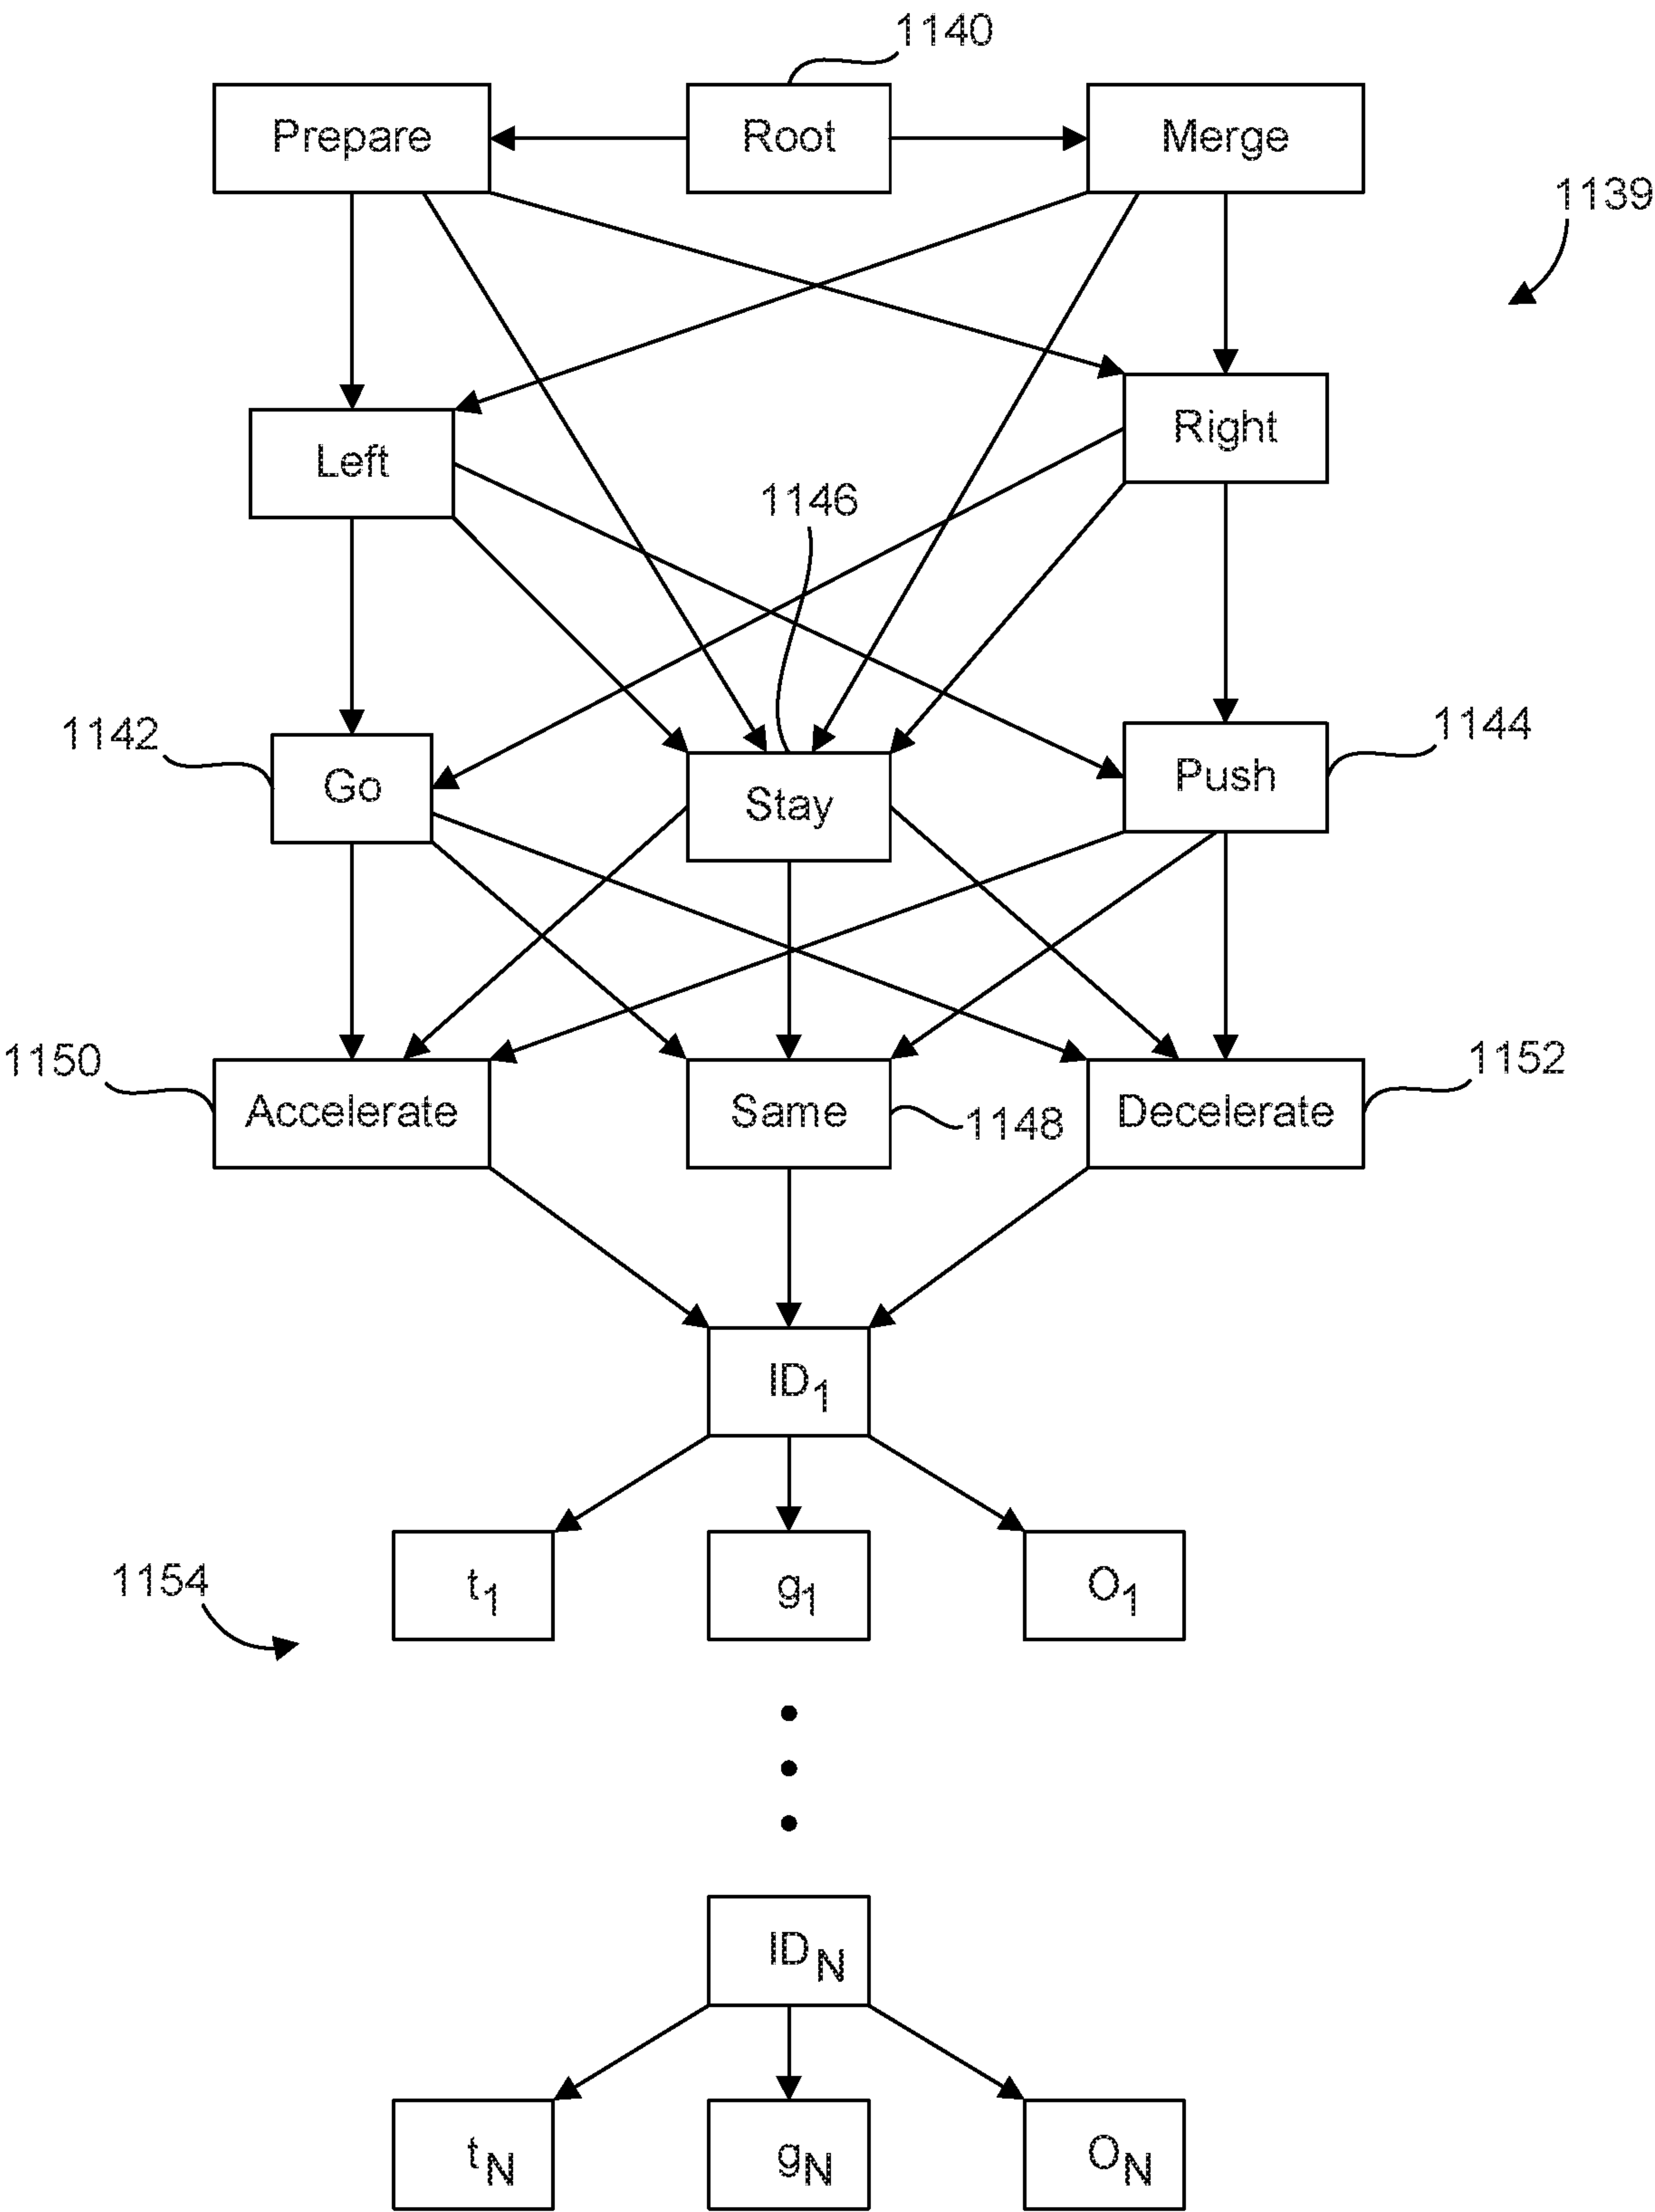 1140
Prepare
Root
Merge
1139
Right
Left
1146
1142
1144
Go
Stay
Push
1150
1152
Accelerate
Same
1148
Decelerate
ID1
1154
t1
g1
O1
IDN
tN
gN
ON